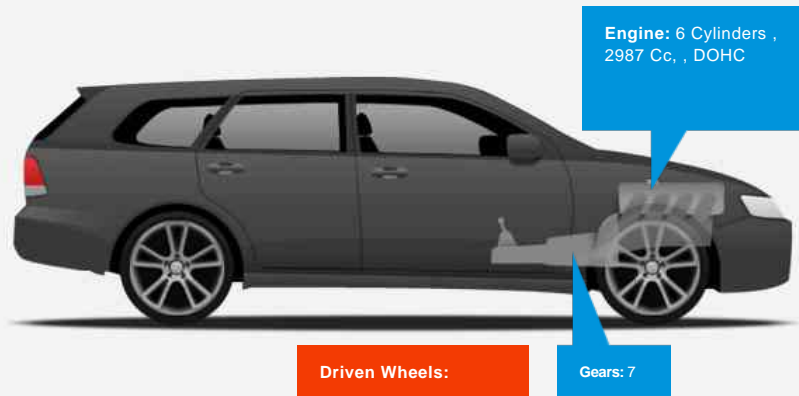 Engine: 6 Cylinders ,
2987 Cc, , DOHC
Driven Wheels:
Gears: 7